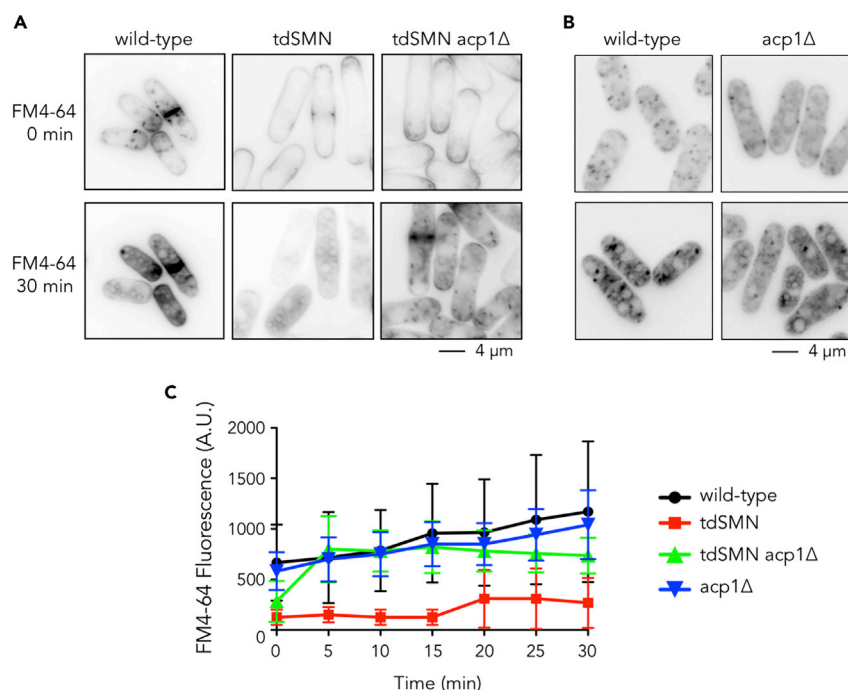 A
wild-type
tdSMN
tdSMN acp1Δ
FM4-64
0 min
FM4-64
30 min
4 µm
B
wild-type
acp1Δ
4 µm
C
FM4-64 Fluorescence (A.U.)
2000
1500
1000
500
0
0 5 10 15 20 25 30
Time (min)
wild-type
tdSMN
tdSMN acp1Δ
acp1Δ